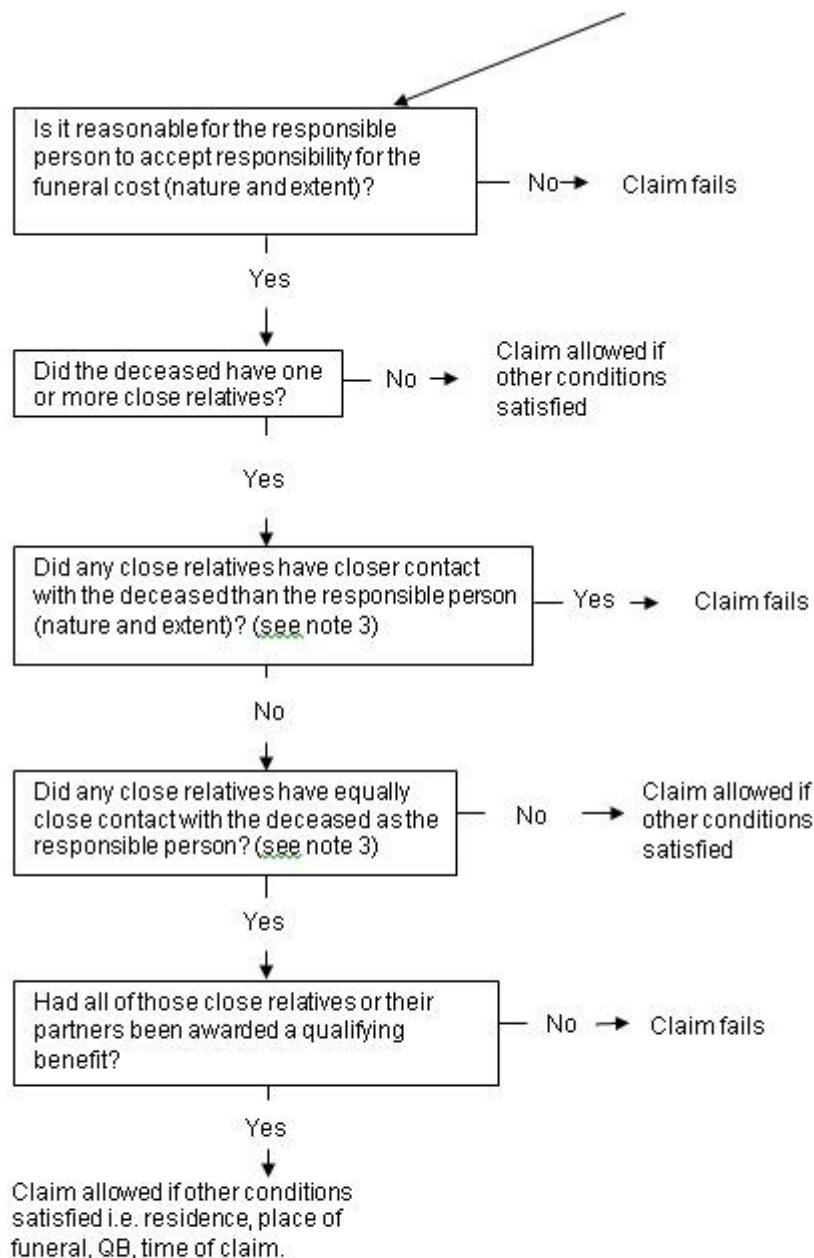 Is it reasonable for the responsible
person to accept responsibility for the
funeral cost (nature and extent)?
No
Claim fails
Yes
Did the deceased have one
or more close relatives?
No
Claim allowed if
other conditions
satisfied
Yes
Did any close relatives have closer contact
with the deceased than the responsible person
(nature and extent)? (see note 3)
Yes
Claim fails
No
Did any close relatives have equally
close contact with the deceased as the
responsible person? (see note 3)
No
Claim allowed if
other conditions
satisfied
Yes
Had all of those close relatives or their
partners been awarded a qualifying
benefit?
No
Claim fails
Yes
Claim allowed if other conditions
satisfied i.e. residence, place of
funeral, QB, time of claim.